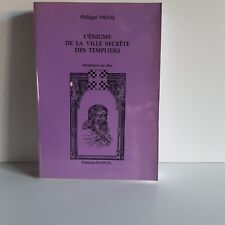 Philippe VALCQ
L'ÉNIGME
DE LA VILLE SECRÈTE
DES TEMPLIERS
Éditions